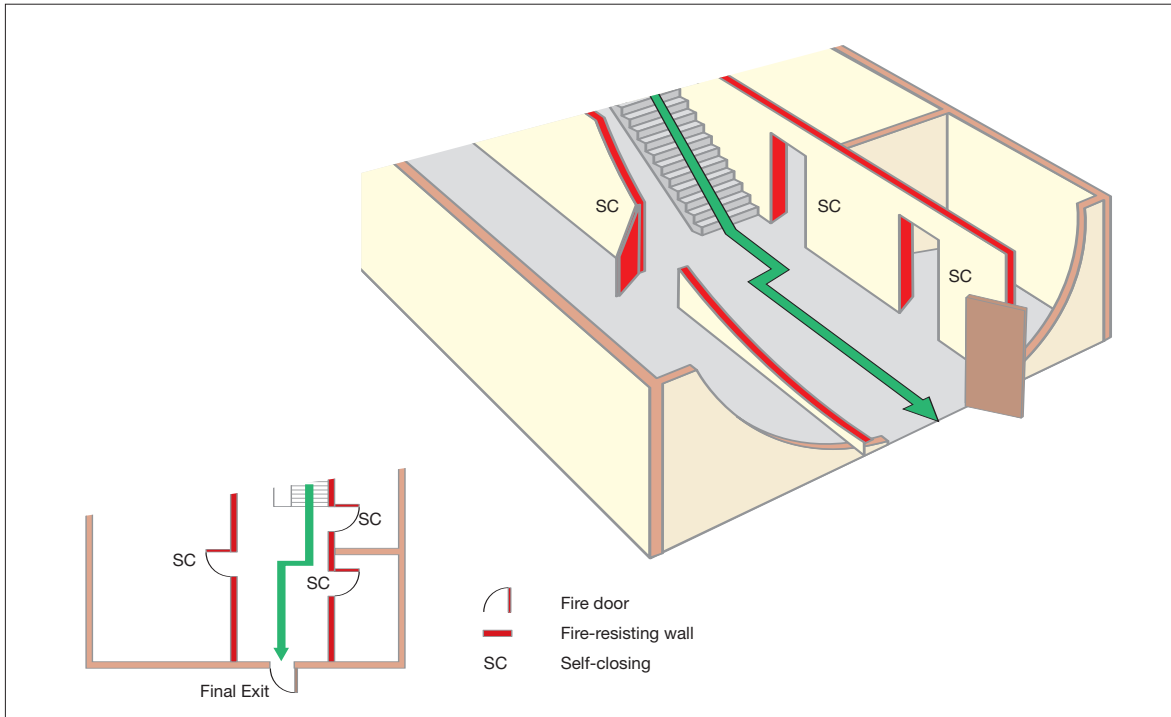 SC
SC
SC
SC
SC
SC
Final Exit
Fire door
Fire-resisting wall
SC Self-closing